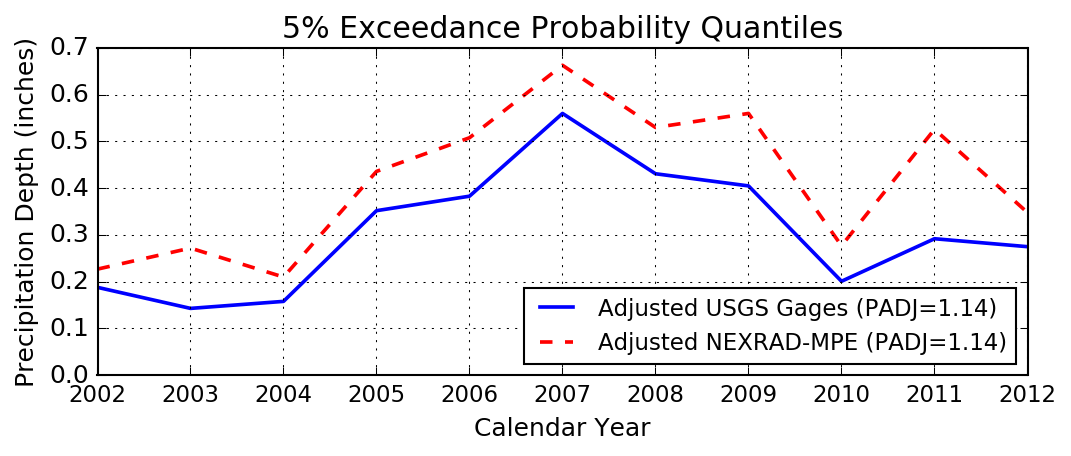 5% Exceedance Probability Quantiles
Precipitation Depth (inches)
0.7
0.6
0.5
0.4
0.3
0.2
0.1
0.0
Adjusted USGS Gages (PADJ=1.14)
Adjusted NEXRAD-MPE (PADJ=1.14)
2002 2003 2004 2005 2006 2007 2008 2009 2010 2011 2012
Calendar Year